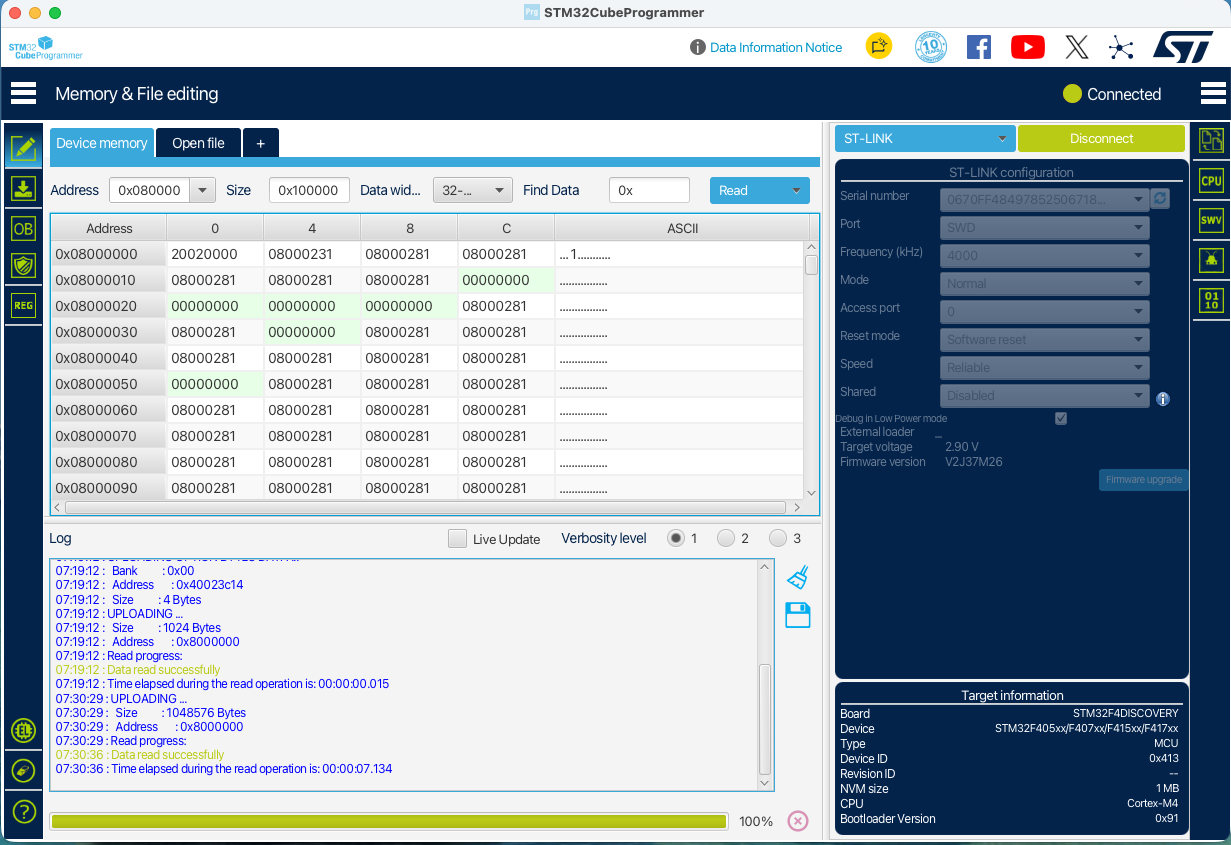 Prg STM32CubeProgrammer
STM32 CubeProgrammer
Data Information Notice
10 YEARS
ST
Memory & File editing
Connected
Device memory Open file +
Address 0x080000 Size 0x100000 Data wid... 32-... Find Data 0x Read
Address 0 4 8 C ASCII
0x08000000 20020000 08000231 08000281 08000281 ... 1...........
0x08000010 08000281 08000281 08000281 00000000 ................
0x08000020 00000000 00000000 00000000 08000281 ................
0x08000030 08000281 00000000 08000281 08000281 ................
0x08000040 08000281 08000281 08000281 08000281 ................
0x08000050 00000000 08000281 08000281 08000281 ................
0x08000060 08000281 08000281 08000281 08000281 ................
0x08000070 08000281 08000281 08000281 08000281 ................
0x08000080 08000281 08000281 08000281 08000281 ................
0x08000090 08000281 08000281 08000281 08000281 ................
Log Live Update Verbosity level 1 2 3
07:19:12 : Bank : 0x00
07:19:12 : Address : 0x40023c14
07:19:12 : Size : 4 Bytes
07:19:12 : UPLOADING ...
07:19:12 : Size : 1024 Bytes
07:19:12 : Address : 0x8000000
07:19:12 : Read progress:
07:19:12 : Data read successfully
07:19:12 : Time elapsed during the read operation is: 00:00:00.015
07:30:29 : UPLOADING ...
07:30:29 : Size : 1048576 Bytes
07:30:29 : Address : 0x8000000
07:30:29 : Read progress:
07:30:36 : Data read successfully
07:30:36 : Time elapsed during the read operation is: 00:00:07.134
100%
OB
REG
?
ST-LINK Disconnect
ST-LINK configuration
Serial number 0670FF48497852506718...
Port SWD
Frequency (kHz) 4000
Mode Normal
Access port 0
Reset mode Software reset
Speed Reliable
Shared Disabled
Debug in Low Power mode
External loader _
Target voltage 2.90 V
Firmware version V2J37M26
Firmware upgrade
Target information
Board STM32F4DISCOVERY
Device STM32F405xx/F407xx/F415xx/F417xx
Type MCU
Device ID 0x413
Revision ID --
NVM size 1 MB
CPU Cortex-M4
Bootloader Version 0x91
CPU
SWV
01
10